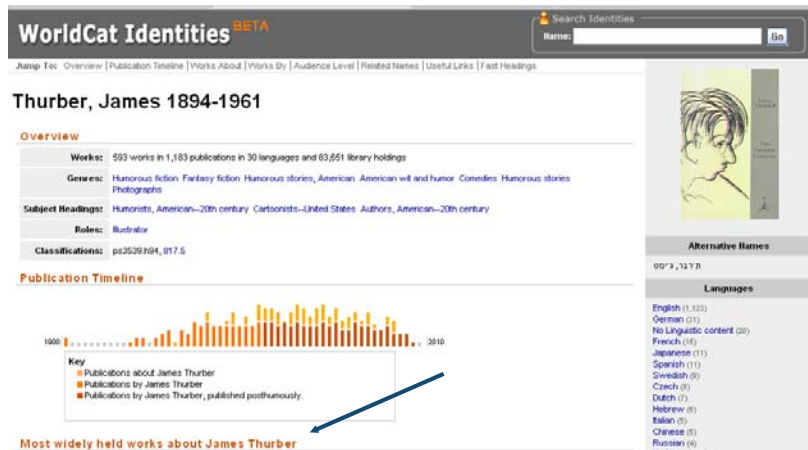 WorldCat Identities BETA
Search Identities
Name:
Go
Jump To: Overview | Publication Timeline | Works About | Works By | Audience Level | Related Names | Useful Links | Fast Headings
Thurber, James 1894-1961
Overview
Works: 593 works in 1,183 publications in 30 languages and 83,651 library holdings
Genres: Humorous fiction Fantasy fiction Humorous stories, American American wit and humor Comedies Humorous stories
Photographs
Subject Headings: Humorists, American--20th century Cartoonists--United States Authors, American--20th century
Roles: Illustrator
Classifications: ps3539.h94, 817.5
Publication Timeline
1900
2010
Key
Publications about James Thurber
Publications by James Thurber
Publications by James Thurber, published posthumously.
Most widely held works about James Thurber
Alternative Names
Languages
English (1,123)
German (31)
No Linguistic content (20)
French (16)
Japanese (11)
Spanish (11)
Swedish (9)
Czech (8)
Dutch (7)
Hebrew (6)
Italian (5)
Chinese (5)
Russian (4)